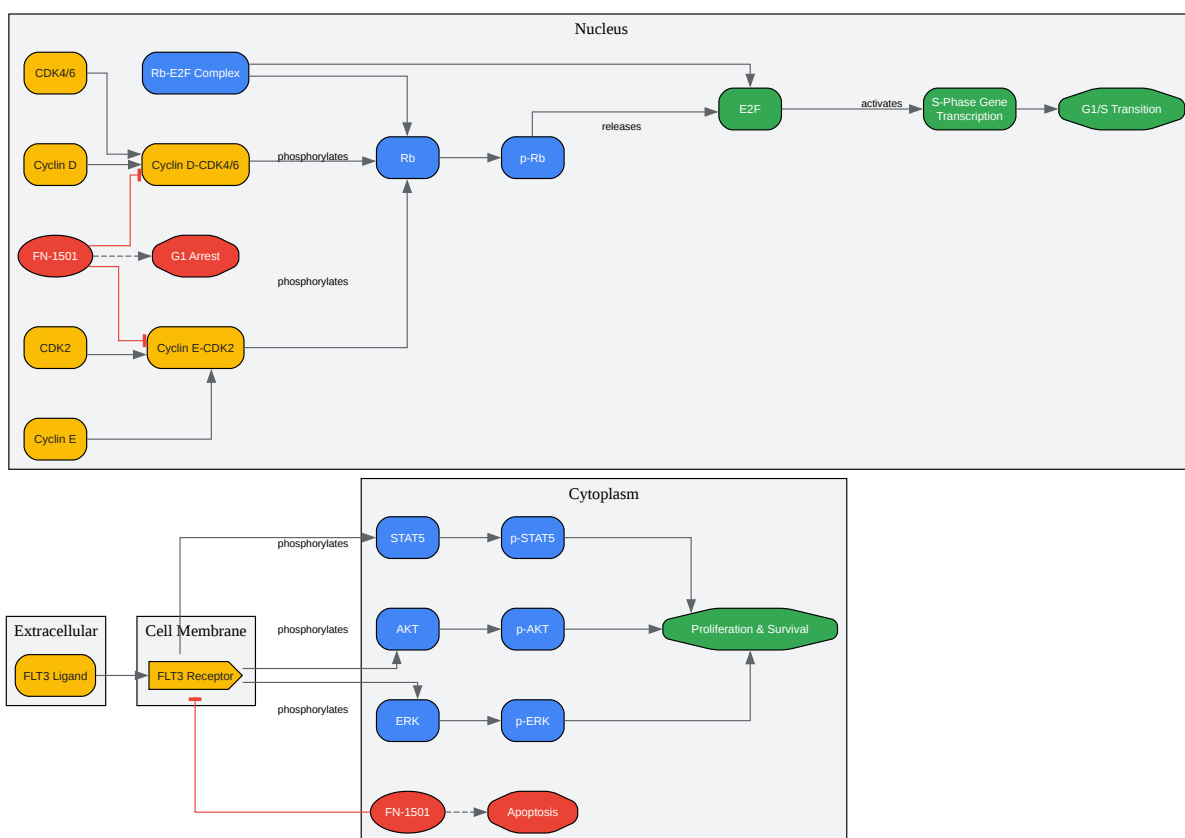 Nucleus
CDK4/6
Rb-E2F Complex
E2F
activates
S-Phase Gene
Transcription
G1/S Transition
releases
Cyclin D
Cyclin D-CDK4/6
phosphorylates
Rb
p-Rb
FN-1501
G1 Arrest
phosphorylates
CDK2
Cyclin E-CDK2
Cyclin E
Cytoplasm
STAT5
p-STAT5
phosphorylates
Extracellular
Cell Membrane
phosphorylates
AKT
p-AKT
Proliferation & Survival
FLT3 Ligand
FLT3 Receptor
phosphorylates
ERK
p-ERK
FN-1501
Apoptosis